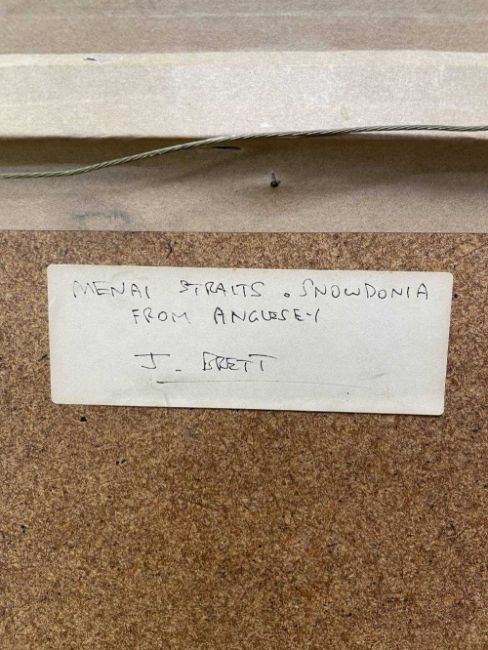 MENAI STRAITS . SNOWDONIA
FROM ANGLESEY
J. BRETT